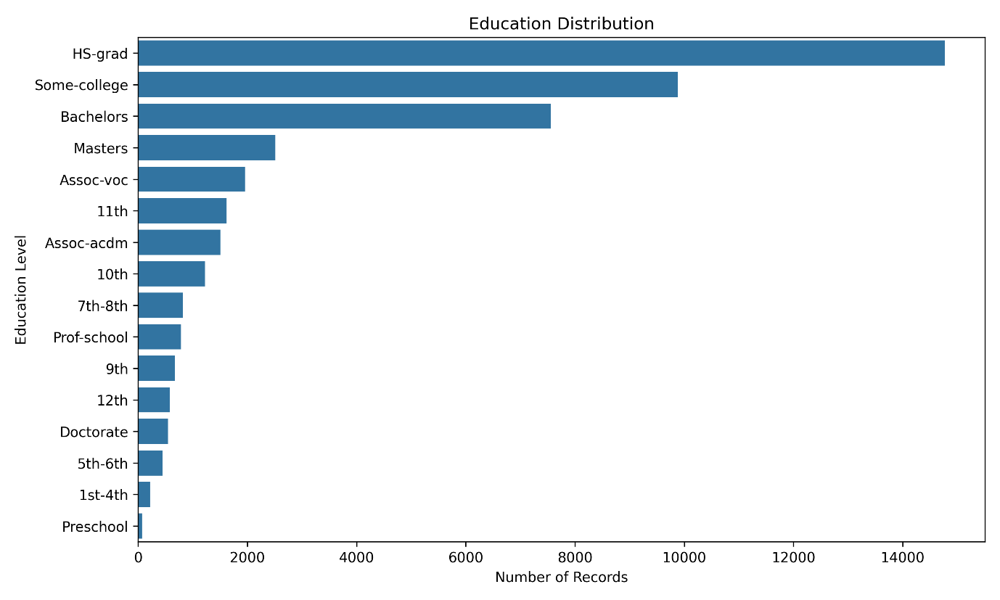 Education Distribution
HS-grad
Some-college
Bachelors
Masters
Assoc-voc
11th
Assoc-acdm
10th
7th-8th
Prof-school
9th
12th
Doctorate
5th-6th
1st-4th
Preschool
Education Level
0 2000 4000 6000 8000 10000 12000 14000
Number of Records